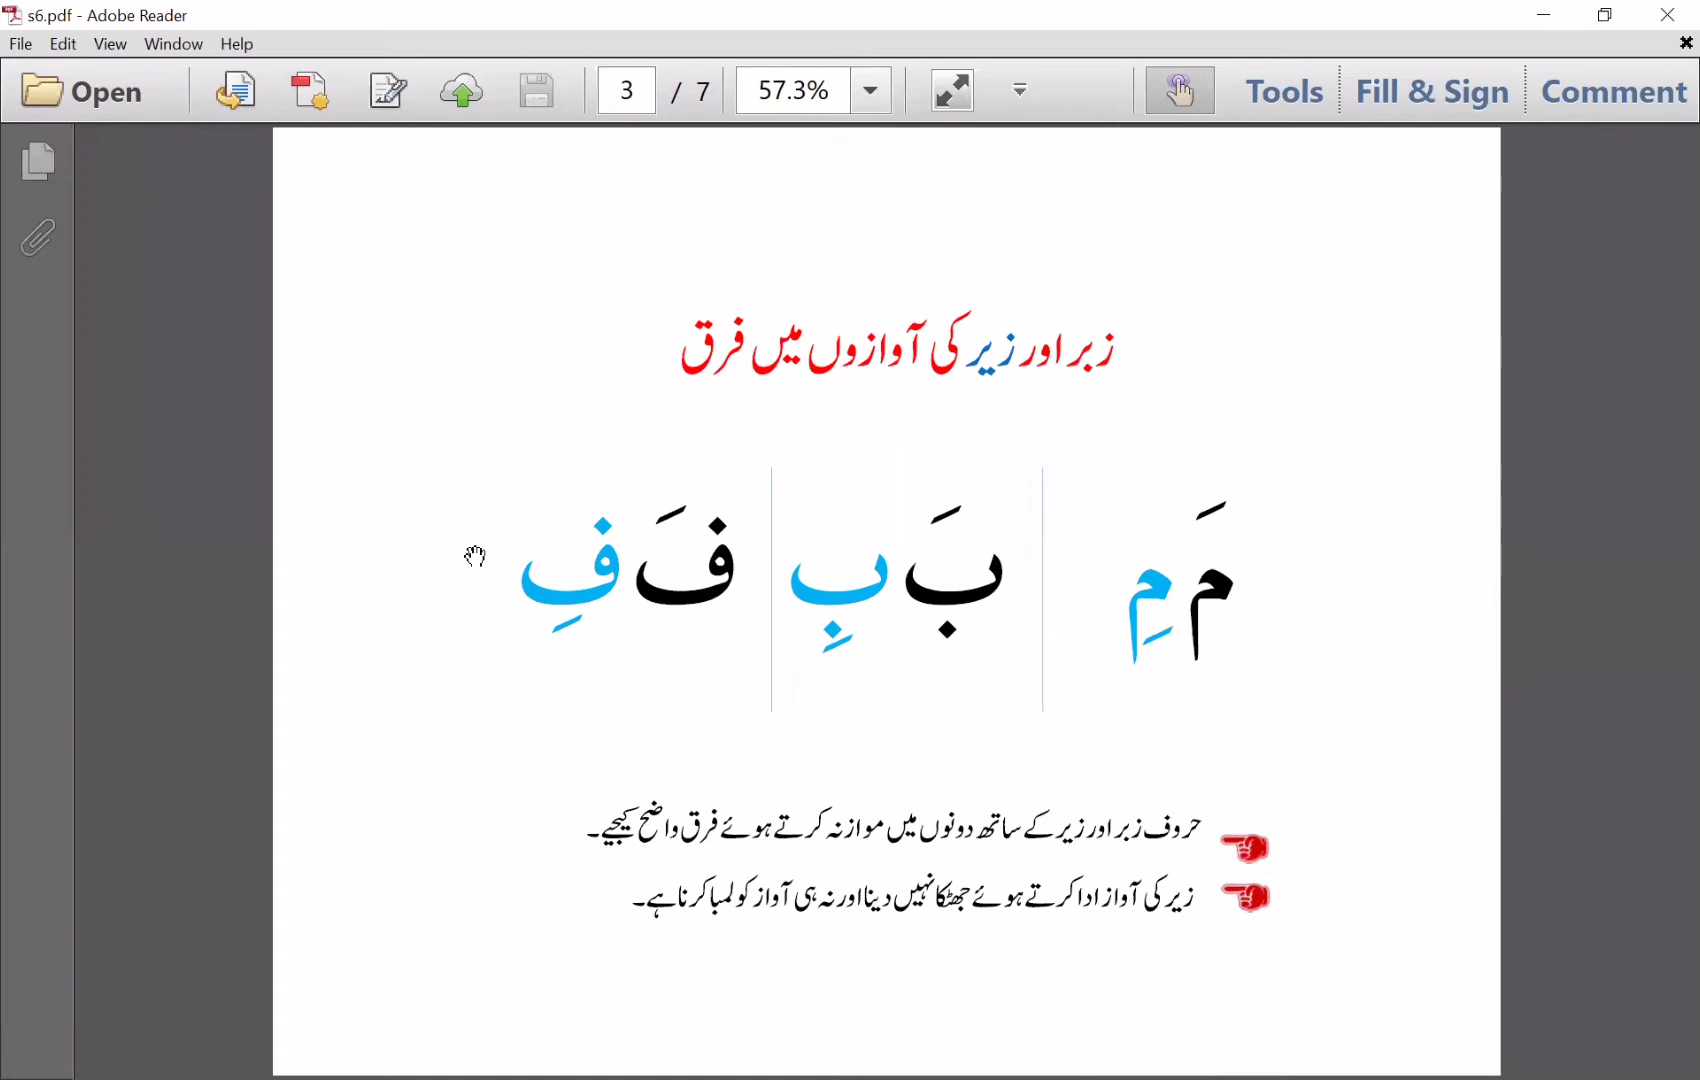 s6.pdf - Adobe Reader
File Edit View Window Help
Open 3 / 7 57.3% Tools Fill & Sign Comment
زبر اور زیر کی آوازوں میں فرق
مَ مِ بَ بِ فَ فِ
حروف زبر اور زیر کے ساتھ دونوں میں موازنہ کرتے ہوئے فرق واضح کیجیے۔
زیر کی آواز ادا کرتے ہوئے جھٹکا نہیں دینا اور نہ ہی آواز کو لمبا کرنا ہے۔